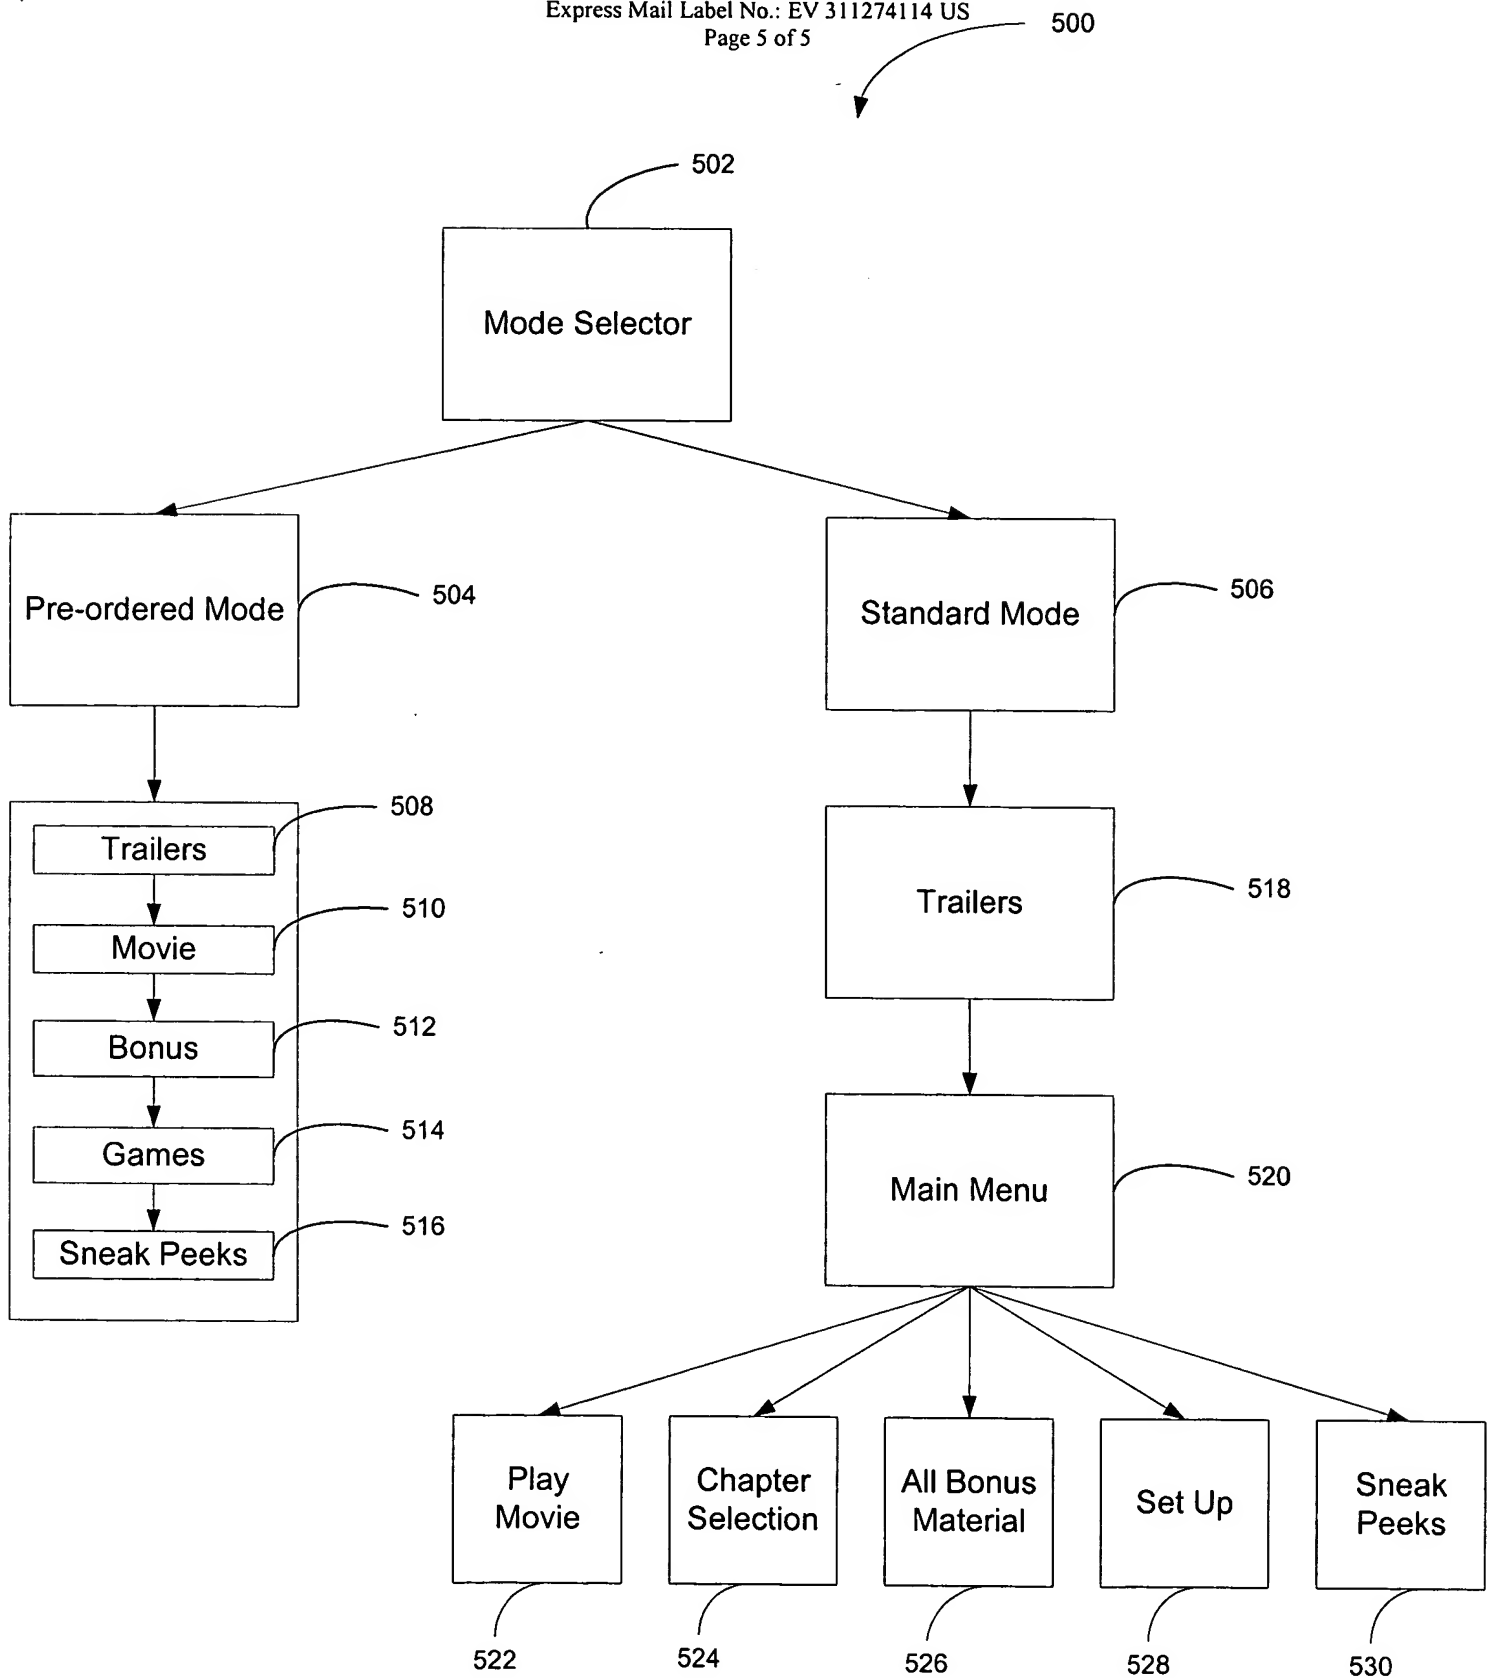 Express Mail Label No.: EV 311274114 US
Page 5 of 5
500
502
Mode Selector
Pre-ordered Mode
504
Standard Mode
506
508
Trailers
510
Movie
512
Bonus
514
Games
516
Sneak Peeks
Trailers
518
Main Menu
520
Play
Movie
Chapter
Selection
All Bonus
Material
Set Up
Sneak
Peeks
522
524
526
528
530